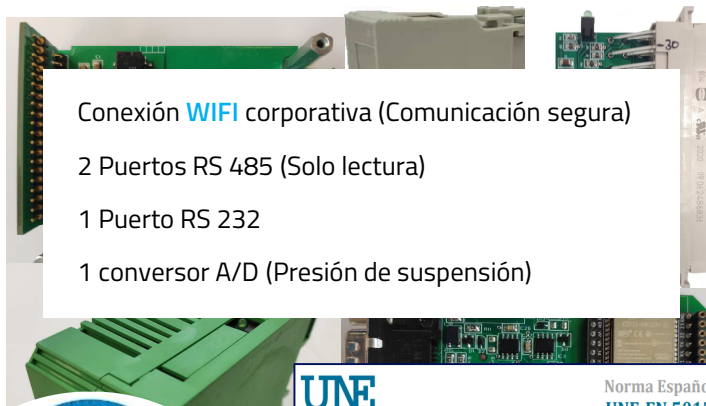 -30
Conexión WIFI corporativa (Comunicación segura)
2 Puertos RS 485 (Solo lectura)
1 Puerto RS 232
1 conversor A/D (Presión de suspensión)
UNE
Norma Españo